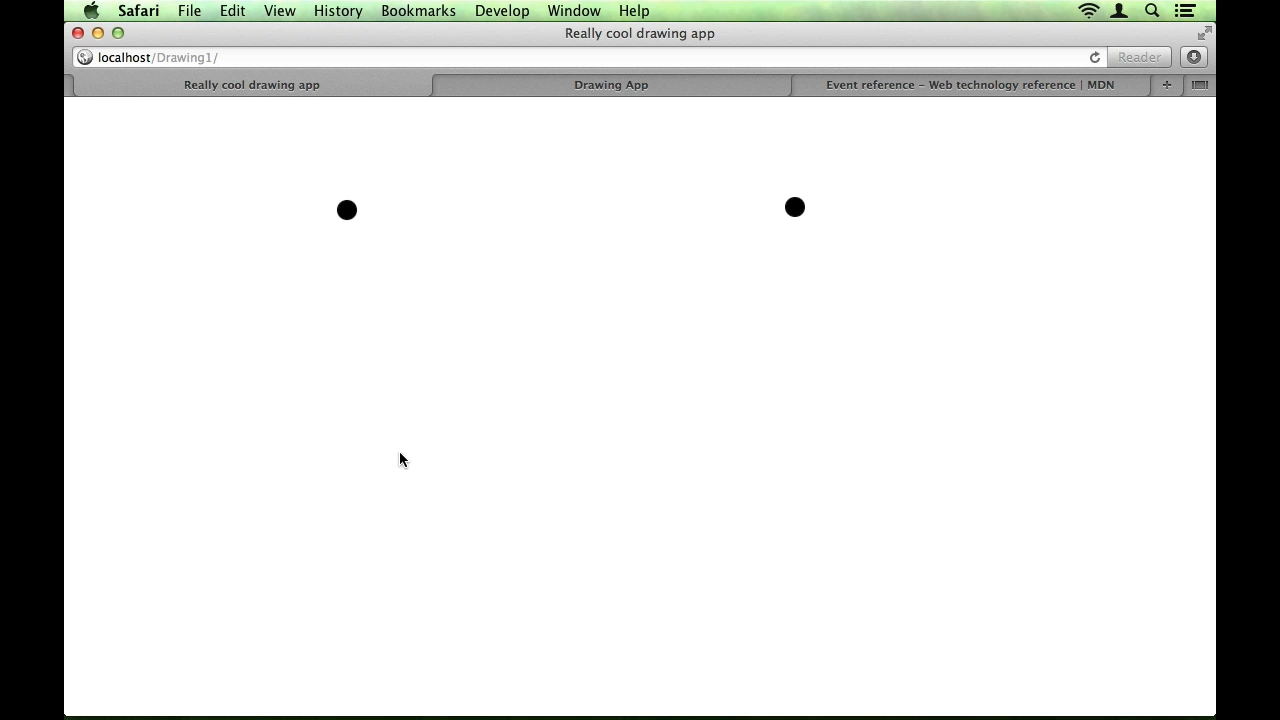 Safari File Edit View History Bookmarks Develop Window Help
Really cool drawing app
localhost/Drawing1/ Reader
Really cool drawing app Drawing App Event reference – Web technology reference | MDN